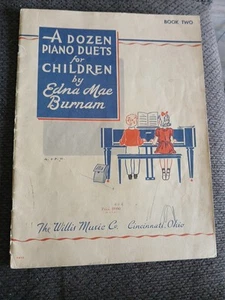 BOOK TWO
A DOZEN
PIANO DUETS
for
CHILDREN
by
Edna Mae
Burnam
The Willis Music Co. Cincinnati, Ohio